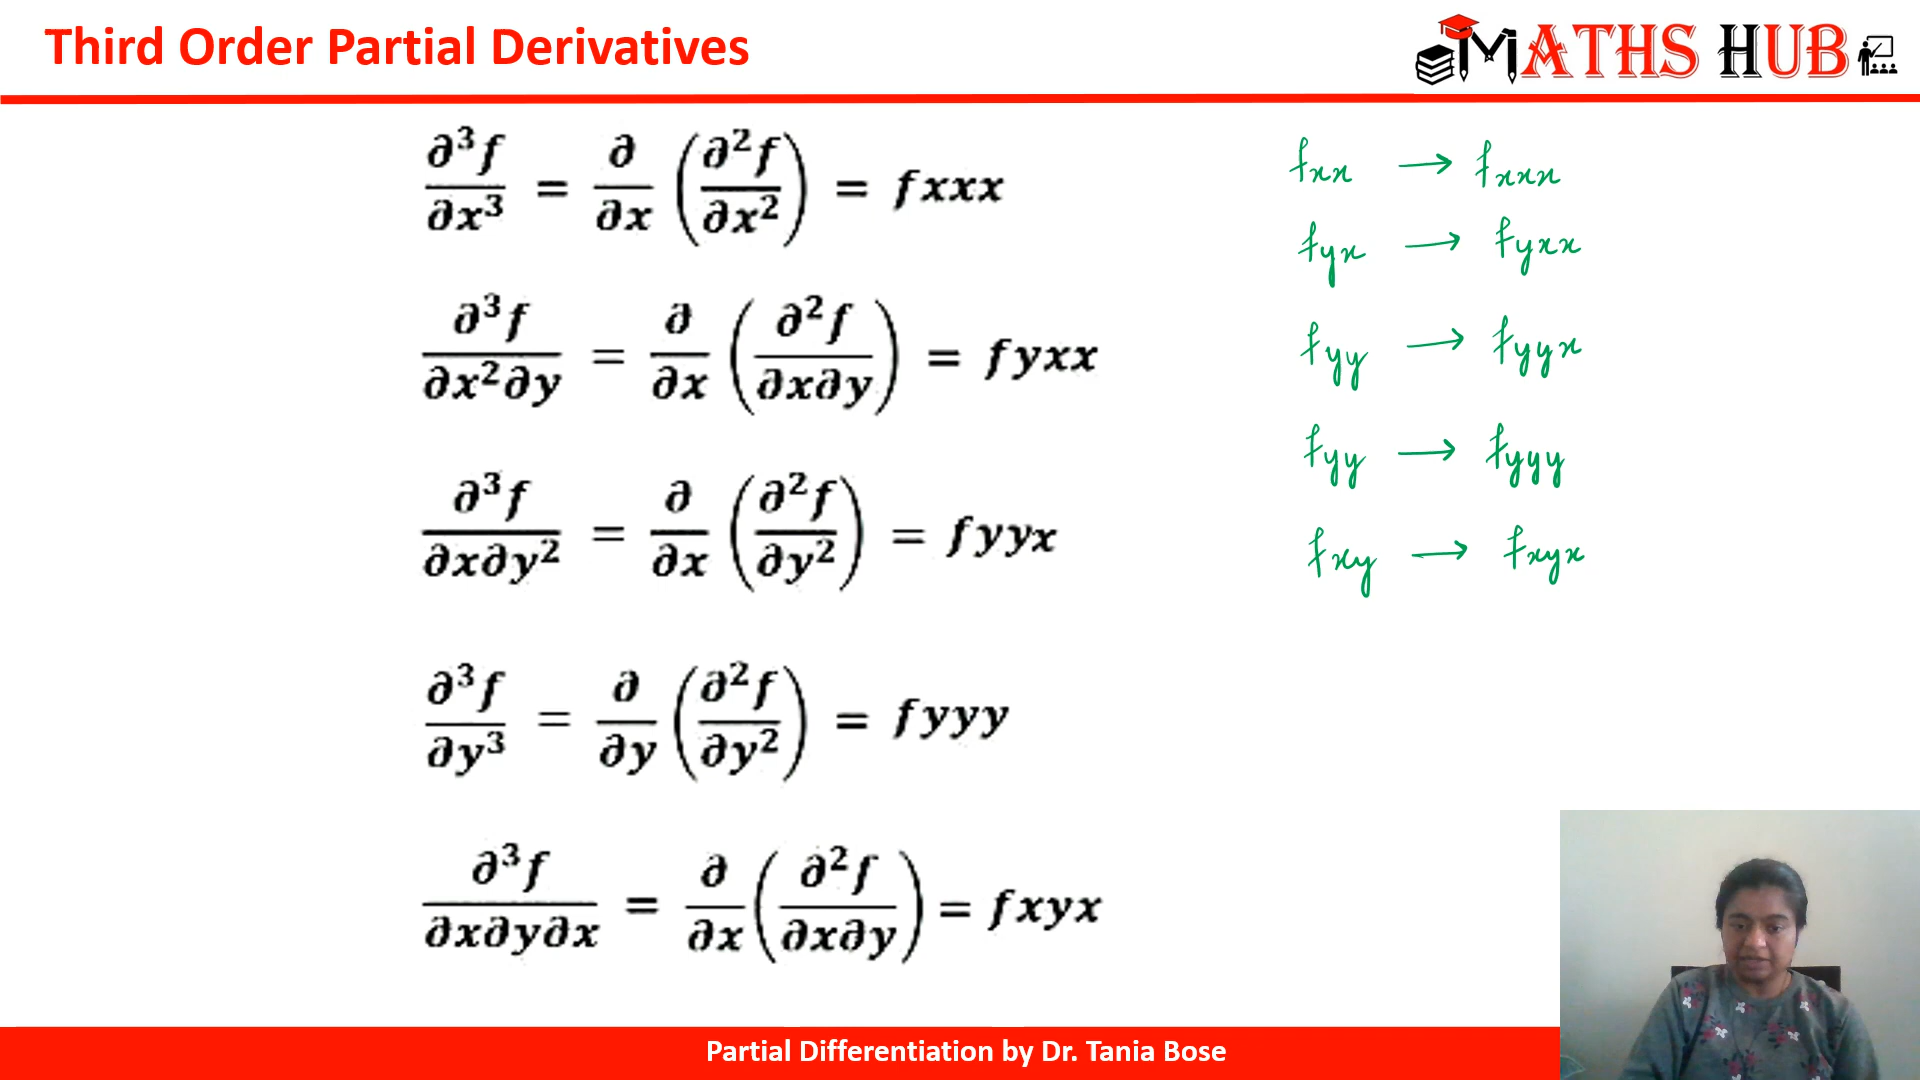 Third Order Partial Derivatives
MATHS HUB
∂³f/∂x³ = ∂/∂x (∂²f/∂x²) = fxxx
∂³f/∂x²∂y = ∂/∂x (∂²f/∂x∂y) = fyxx
∂³f/∂x∂y² = ∂/∂x (∂²f/∂y²) = fyyx
∂³f/∂y³ = ∂/∂y (∂²f/∂y²) = fyyy
∂³f/∂x∂y∂x = ∂/∂x (∂²f/∂x∂y) = fxyx
fxx → fxxx
fyx → fyxx
fyy → fyyx
fyy → fyyy
fxy → fxyx
Partial Differentiation by Dr. Tania Bose